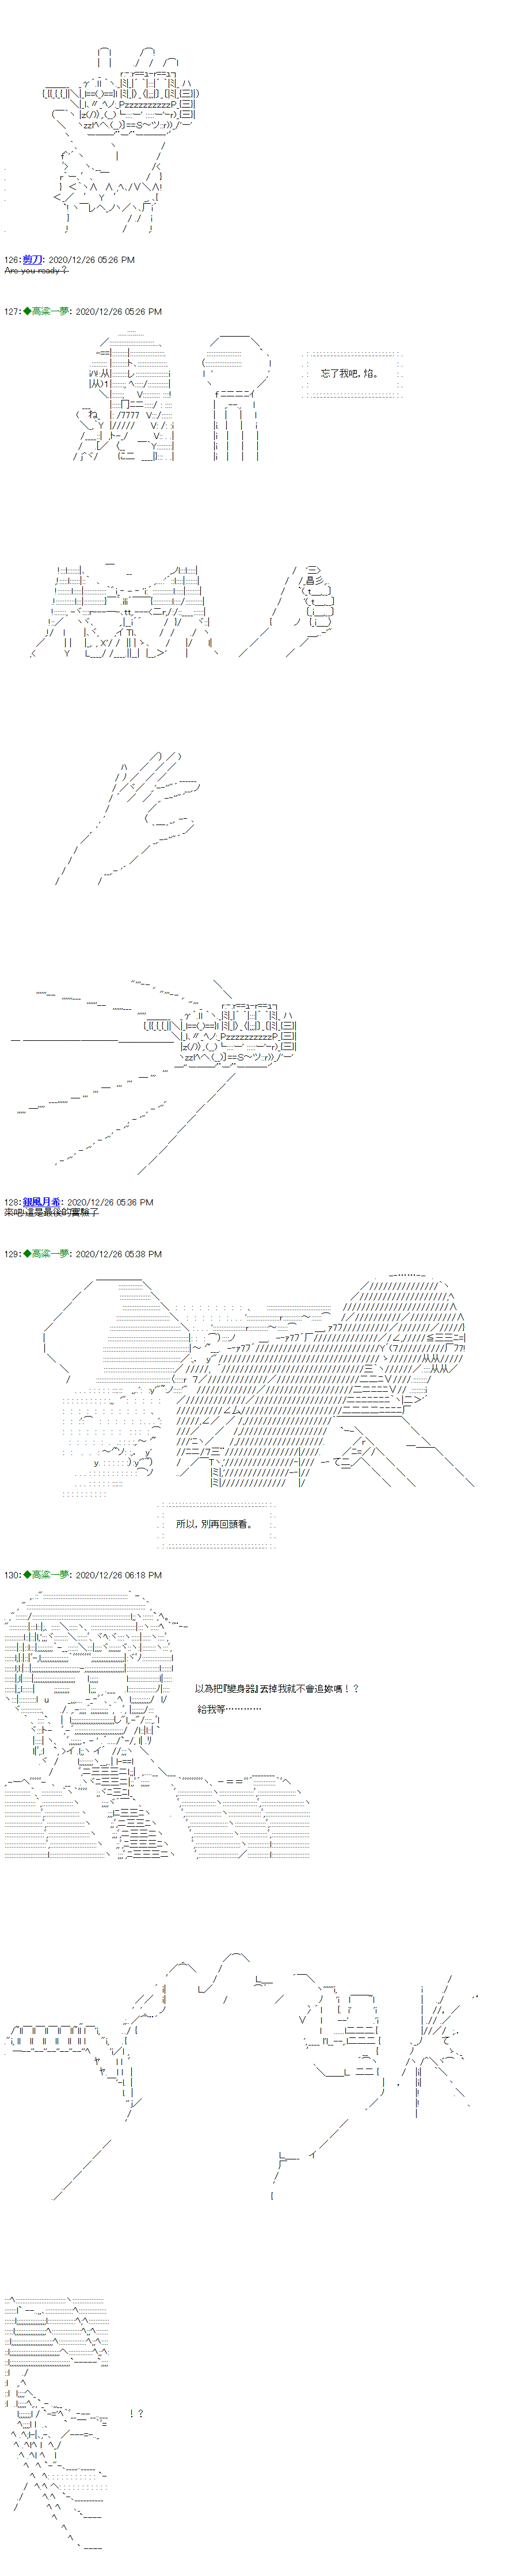 126：剪刀：2020/12/26 05:26 PM
Are you ready？
127：◆高粱一夢：2020/12/26 05:26 PM
忘了我吧，焰。
128：銀風月希：2020/12/26 05:36 PM
來吧!這是最後的實驗了
129：◆高粱一夢：2020/12/26 05:38 PM
所以，別再回頭看。
130：◆高粱一夢：2020/12/26 06:18 PM
以為把『變身器』丟掉我就不會追妳嗎！？
給我等…………
！？